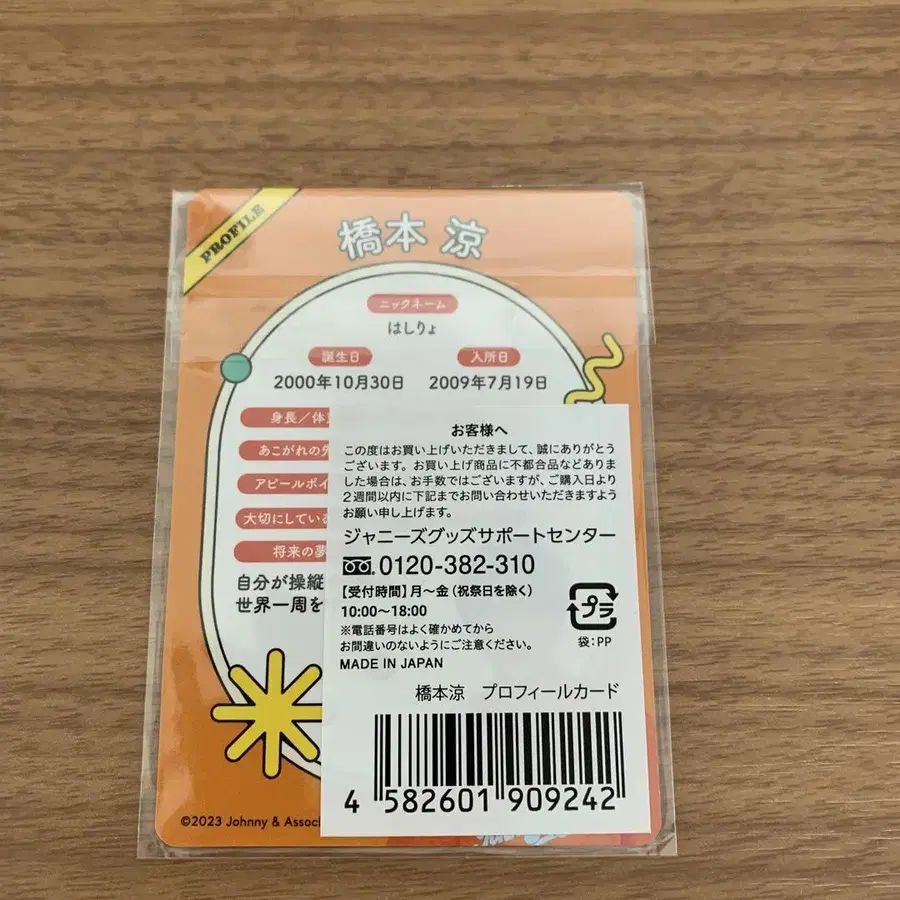 PROFILE
橋本 涼
ニックネーム
はしりょ
誕生日 入所日
2000年10月30日 2009年7月19日
身長/体
あこがれの
アピールポイ
大切にしている
将来の夢
自分が操縦
世界一周を
©2023 Johnny & Associ
お客様へ
この度はお買い上げいただきまして、誠にありがとう
ございます。お買い上げ商品に不都合品などありま
した場合は、お手数ではございますが、ご購入日より
2週間以内に下記までお問い合わせいただきますよう
お願い申し上げます。
ジャニーズグッズサポートセンター
0120-382-310
【受付時間】月〜金(祝祭日を除く)
10:00〜18:00
※電話番号はよく確かめてから
お間違いのないようにご注意ください。
MADE IN JAPAN
プラ
袋:PP
橋本涼 プロフィールカード
4 582601 909242